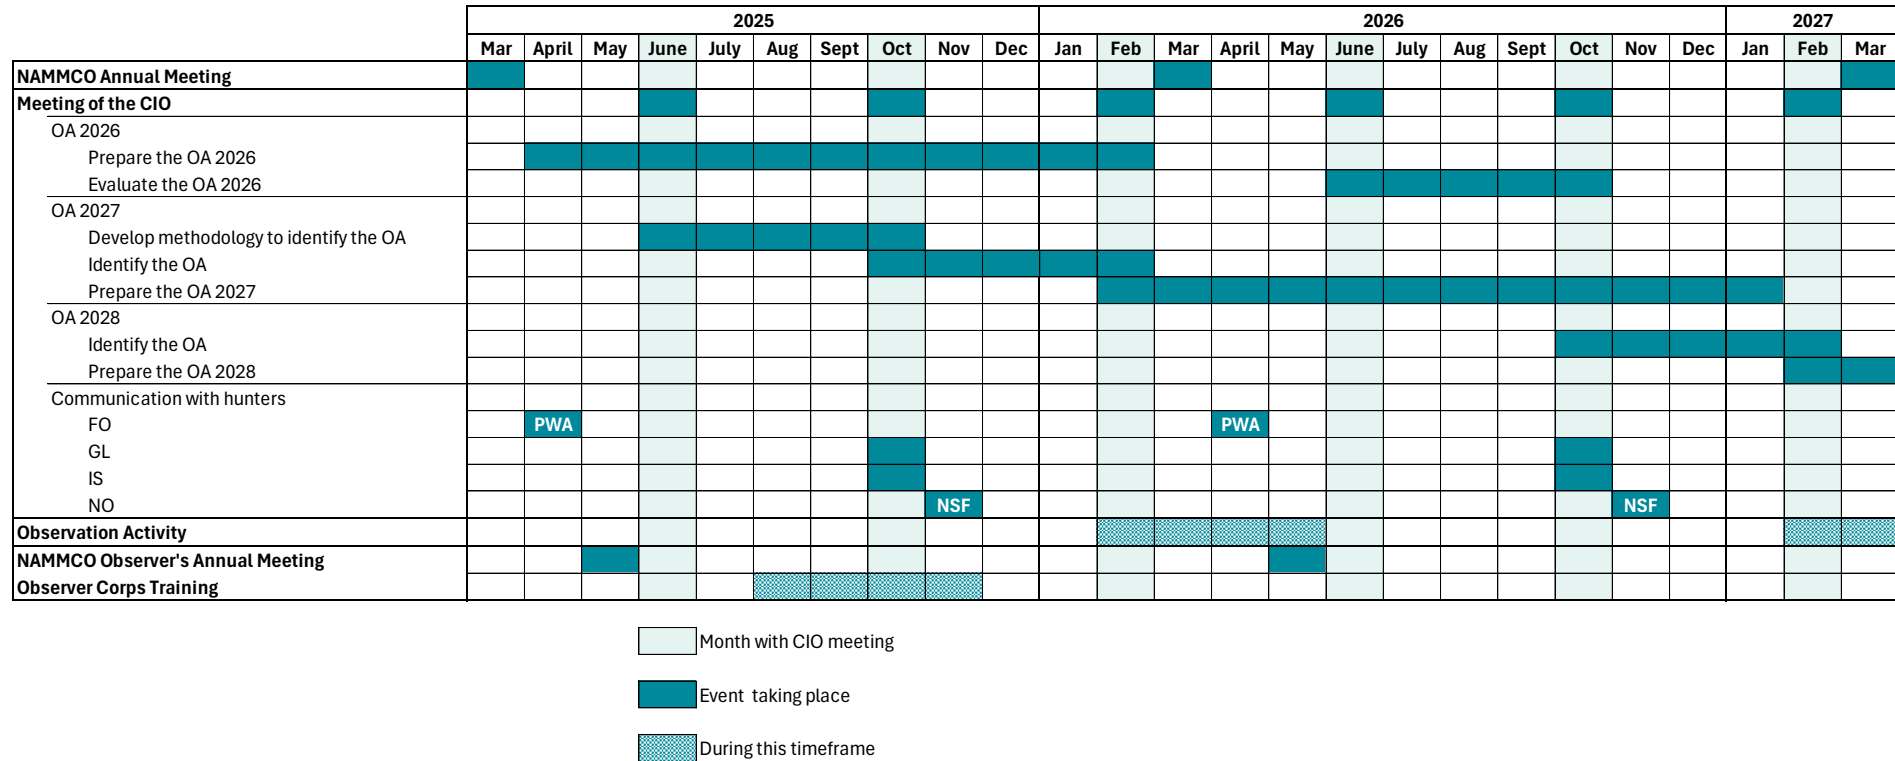 2025 2026 2027
Mar April May June July Aug Sept Oct Nov Dec Jan Feb Mar April May June July Aug Sept Oct Nov Dec Jan Feb Mar
NAMMCO Annual Meeting
Meeting of the CIO
OA 2026
Prepare the OA 2026
Evaluate the OA 2026
OA 2027
Develop methodology to identify the OA
Identify the OA
Prepare the OA 2027
OA 2028
Identify the OA
Prepare the OA 2028
Communication with hunters
FO PWA PWA
GL
IS
NO NSF NSF
Observation Activity
NAMMCO Observer's Annual Meeting
Observer Corps Training
Month with CIO meeting
Event taking place
During this timeframe